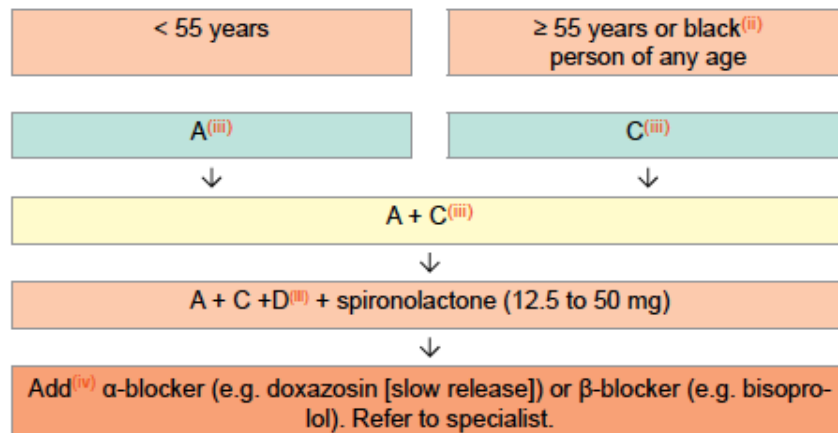 < 55 years
≥ 55 years or black(ii)
person of any age
A(iii)
C(iii)
↓
↓
A + C(iii)
↓
A + C +D(III) + spironolactone (12.5 to 50 mg)
↓
Add(iv) α-blocker (e.g. doxazosin [slow release]) or β-blocker (e.g. bisopro-
lol). Refer to specialist.